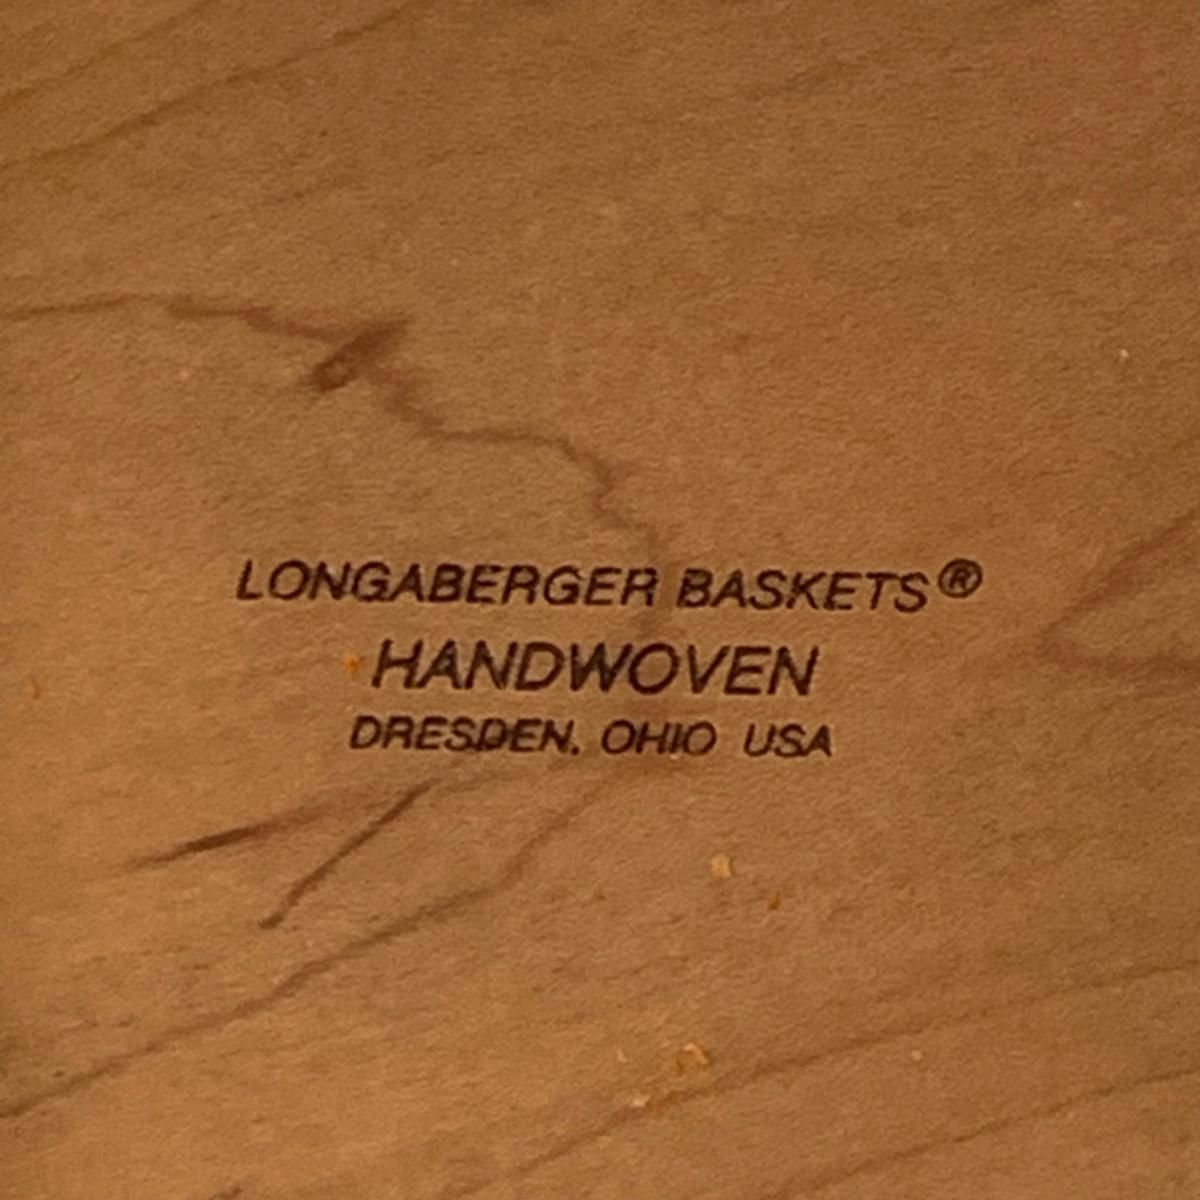 LONGABERGER BASKETS®
HANDWOVEN
DRESDEN, OHIO USA